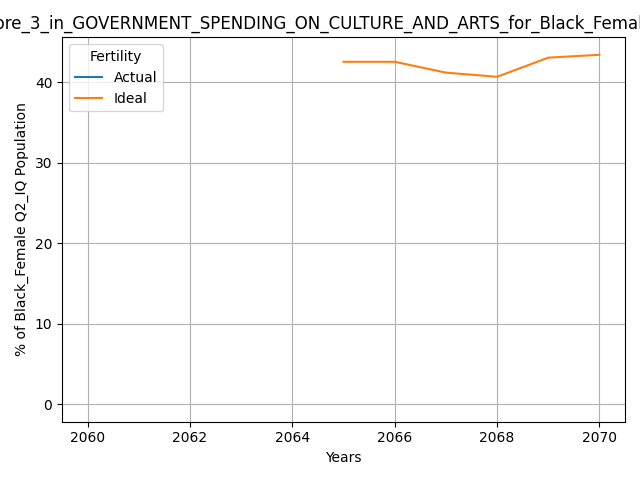 ore_3_in_GOVERNMENT_SPENDING_ON_CULTURE_AND_ARTS_for_Black_Femal
Fertility
Actual
Ideal
% of Black_Female Q2_IQ Population
40
30
20
10
0
2060 2062 2064 2066 2068 2070
Years